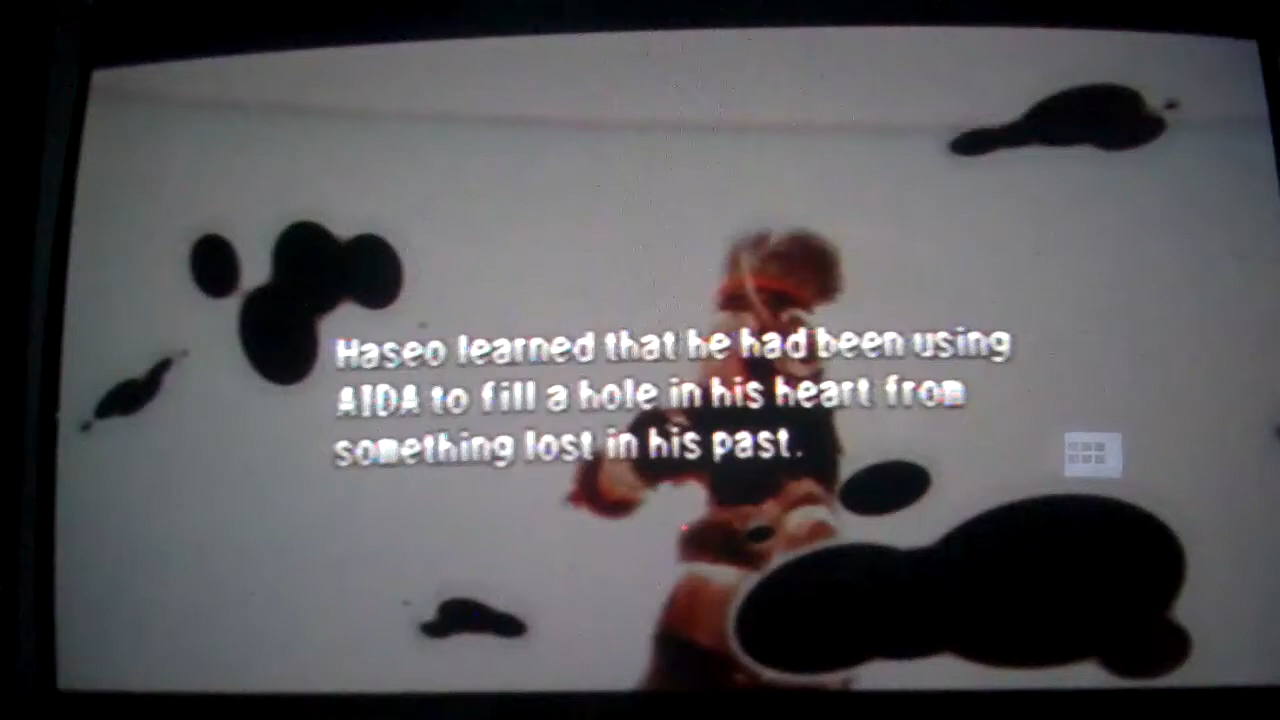 Haseo learned that he had been using
AIDA to fill a hole in his heart from
something lost in his past.